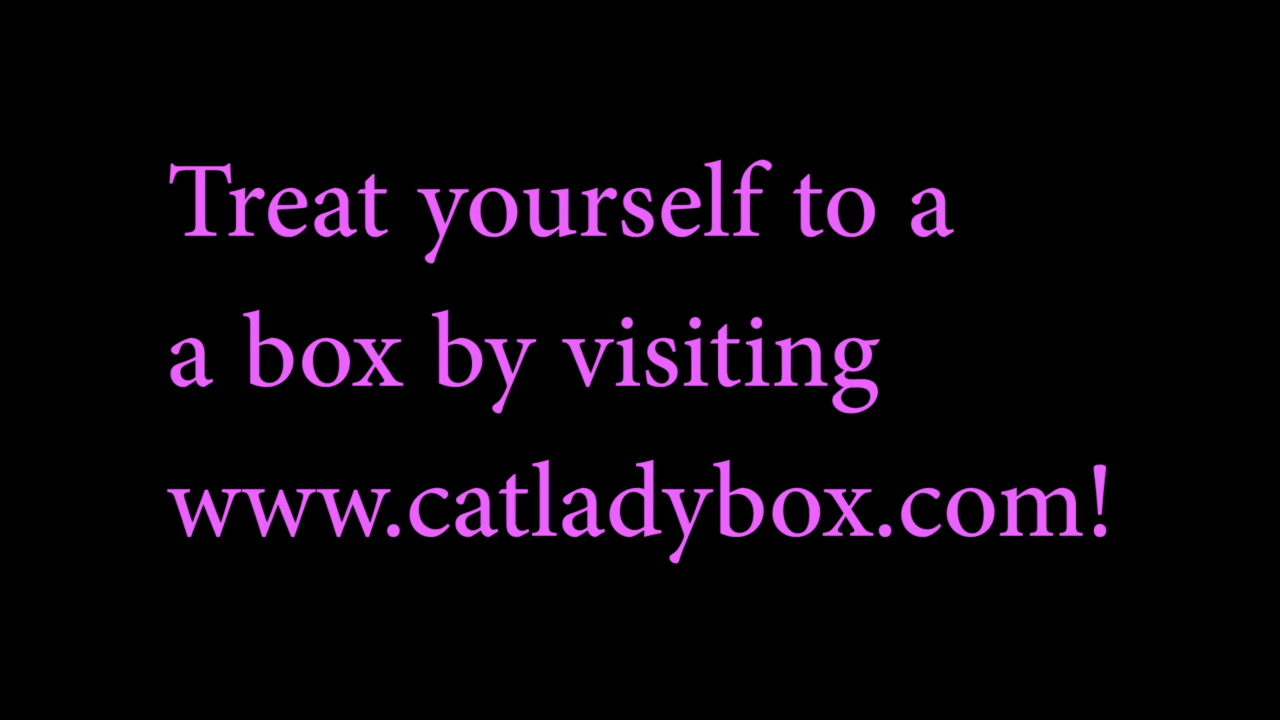 Treat yourself to a
a box by visiting
www.catladybox.com!